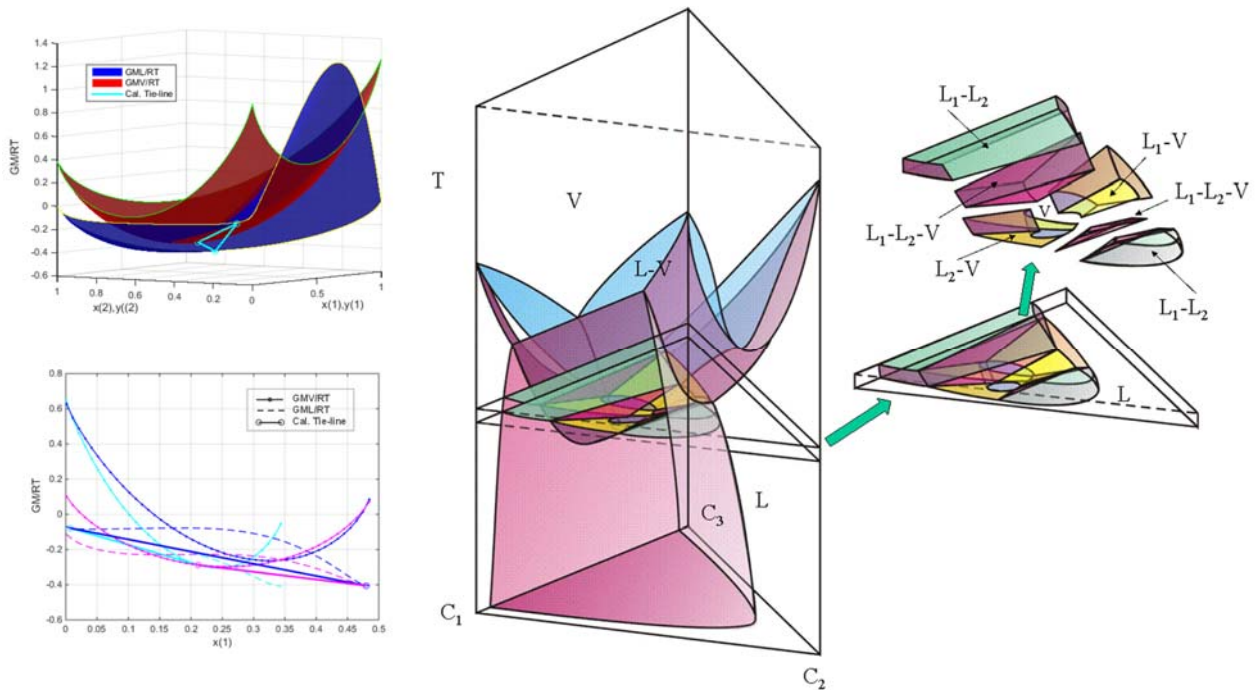 1.4
1.2
1
0.8
0.6
0.4
0.2
0
-0.2
-0.4
-0.6
GM/RT
GML/RT
GMV/RT
Cal. Tie-line
1 0.8 0.6 0.4 0.2 0
0.5 1
x(2),y((2)
x(1),y(1)
0.8
0.6
0.4
0.2
0
-0.2
-0.4
-0.6
GM/RT
GMV/RT
GML/RT
Cal. Tie-line
0 0.05 0.1 0.15 0.2 0.25 0.3 0.35 0.4 0.45 0.5
x(1)
T
V
L-V
L
C₃
C₁
C₂
L₁-L₂
L₁-V
L₁-L₂-V
V
L₁-L₂-V
L₂-V
L₁-L₂
L